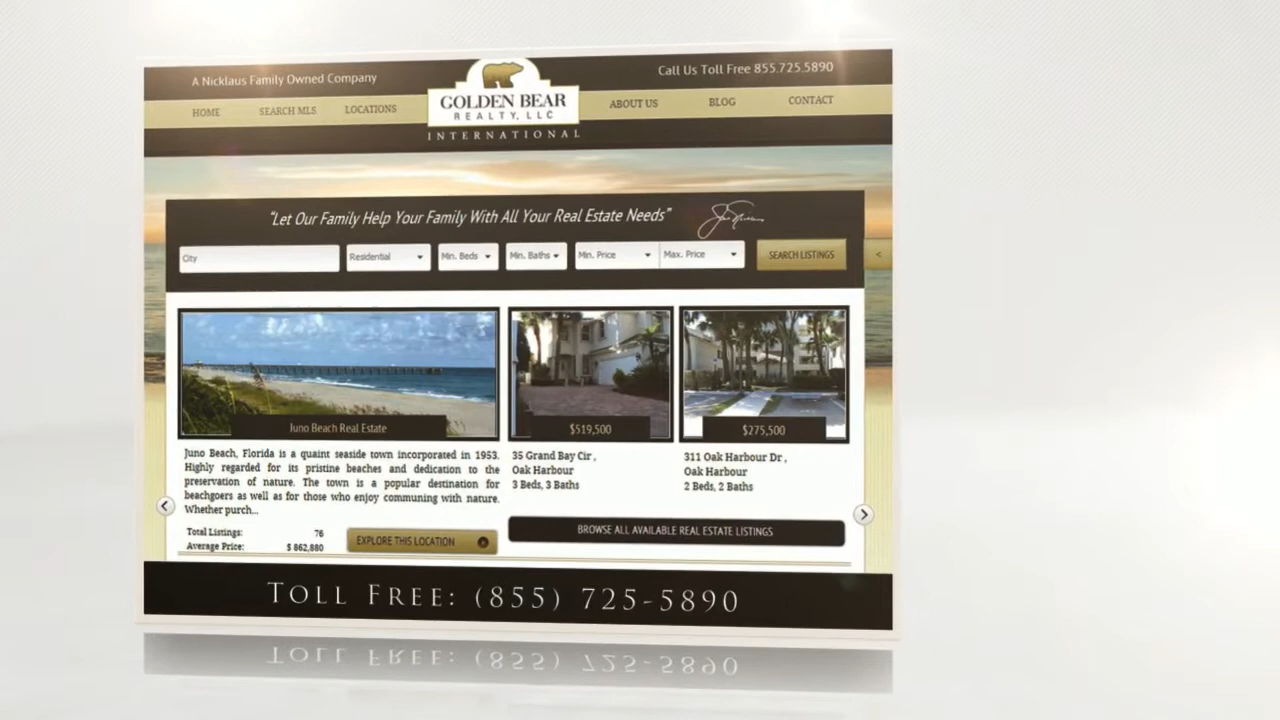 A Nicklaus Family Owned Company
Call Us Toll Free 855.725.5890
HOME
SEARCH MLS
LOCATIONS
GOLDEN BEAR
REALTY, LLC
INTERNATIONAL
ABOUT US
BLOG
CONTACT
"Let Our Family Help Your Family With All Your Real Estate Needs"
City
Residential
Min. Beds
Min. Baths
Min. Price
Max. Price
SEARCH LISTINGS
<
Juno Beach Real Estate
$519,500
$275,500
Juno Beach, Florida is a quaint seaside town incorporated in 1953.
Highly regarded for its pristine beaches and dedication to the
preservation of nature. The town is a popular destination for
beachgoers as well as for those who enjoy communing with nature.
Whether purch...
35 Grand Bay Cir ,
Oak Harbour
3 Beds, 3 Baths
311 Oak Harbour Dr ,
Oak Harbour
2 Beds, 2 Baths
Total Listings: 76
Average Price: $ 862,880
EXPLORE THIS LOCATION
BROWSE ALL AVAILABLE REAL ESTATE LISTINGS
TOLL FREE: (855) 725-5890